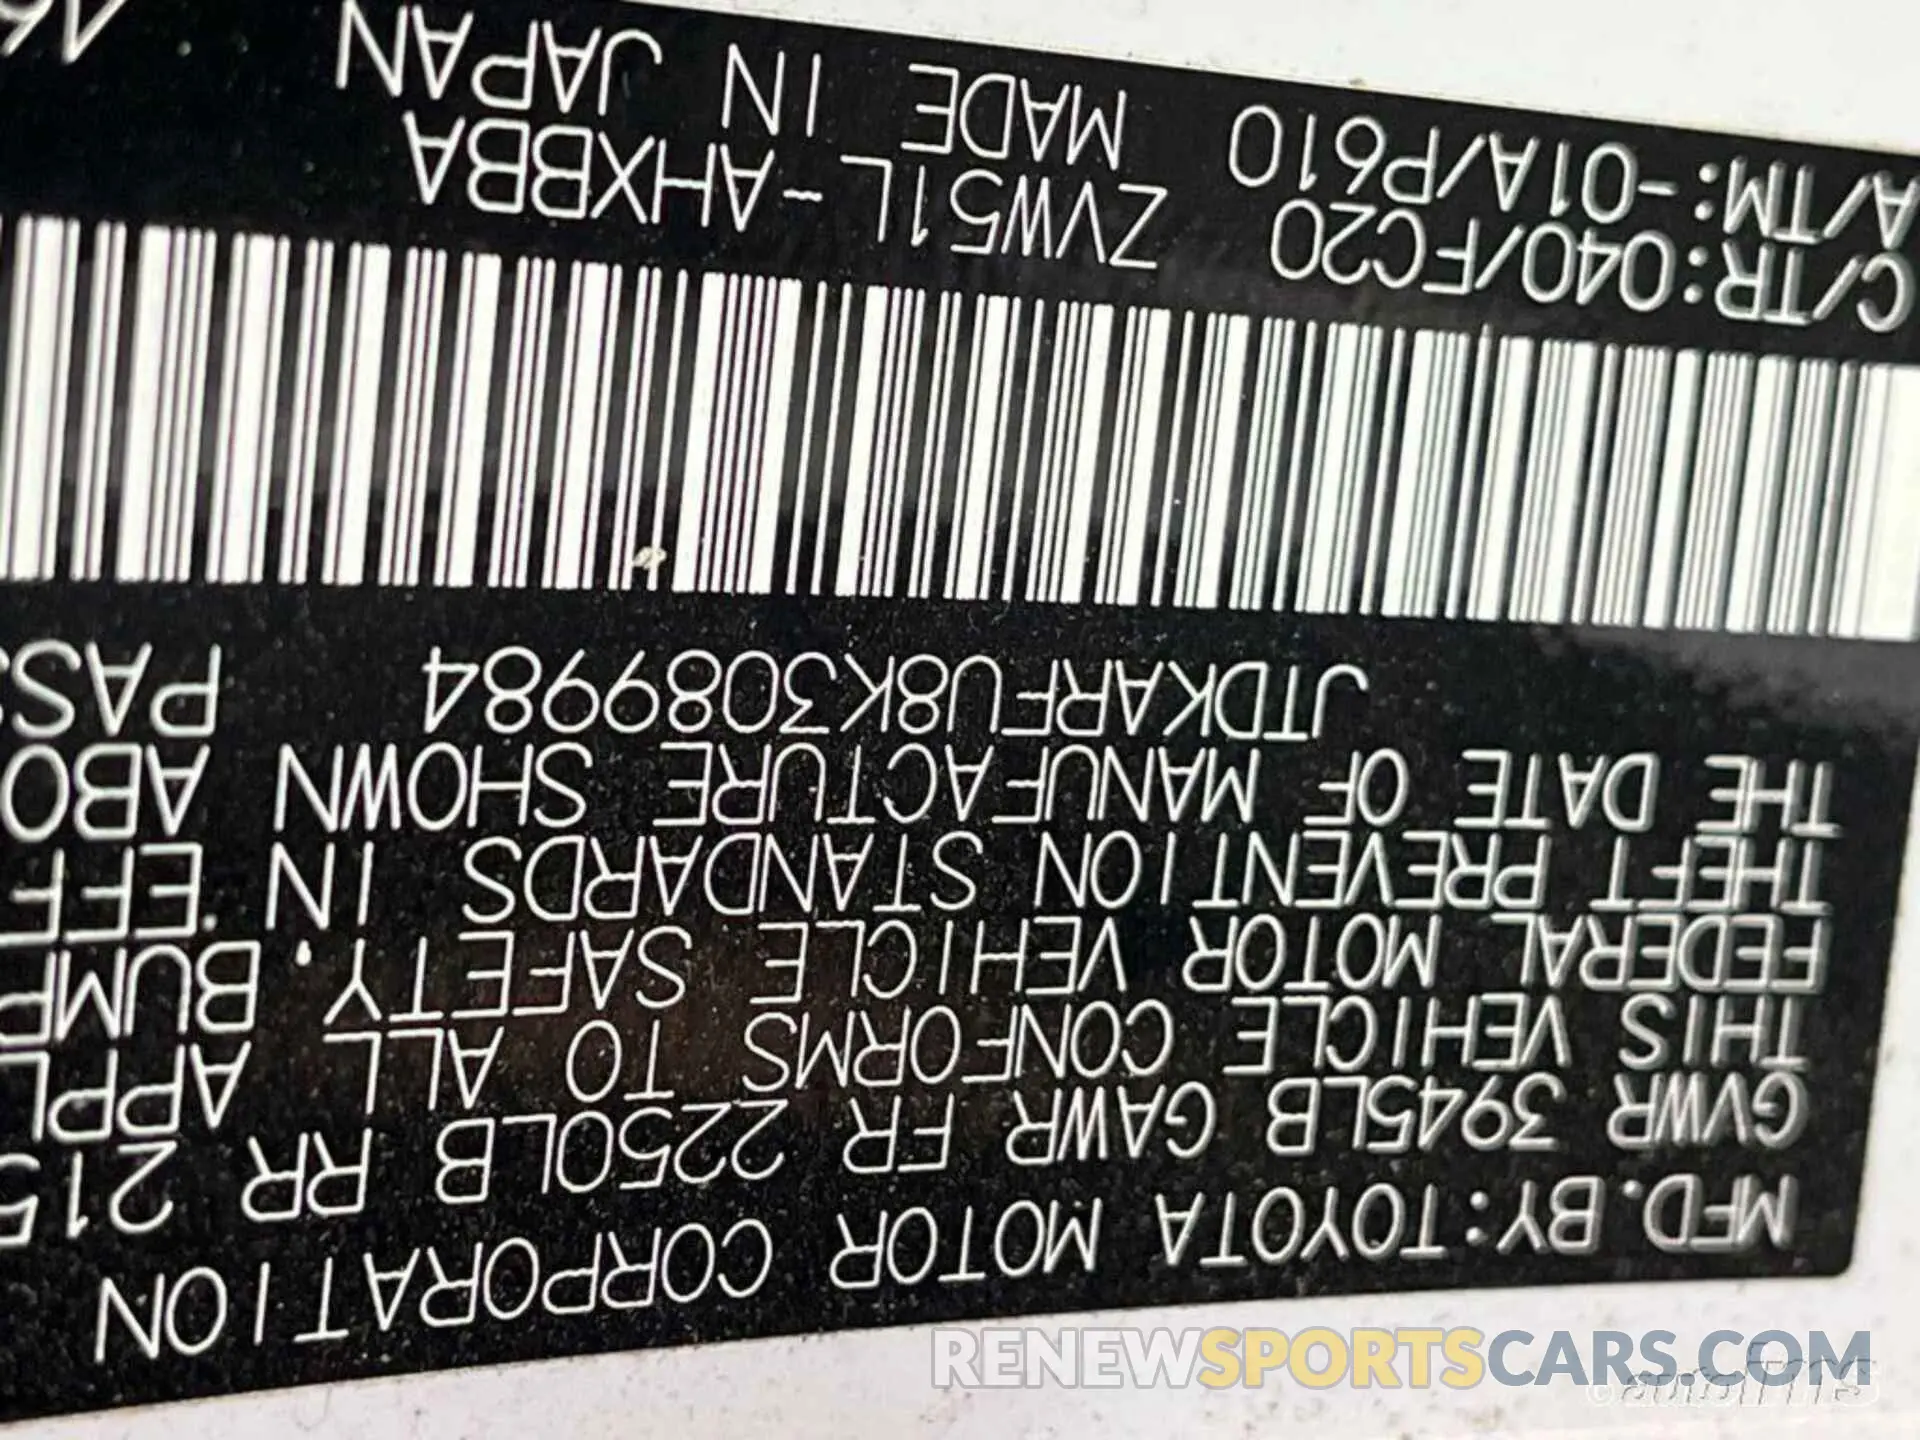 MFD. BY: TOYOTA MOTOR CORPORATION
GVWR 3945LB GAWR FR 2250LB RR 215
THIS VEHICLE CONFORMS TO ALL APPL
FEDERAL MOTOR VEHICLE SAFETY. BUMP
THEFT PREVENTION STANDARDS IN EFF
THE DATE OF MANUFACTURE SHOWN ABO
JTDKARFU8K3089984 PAS
C/TR:040/FC20 ZVW51L-AHXBBA
A/TM:-01A/P610 MADE IN JAPAN
RENEWSPORTSCARS.COM